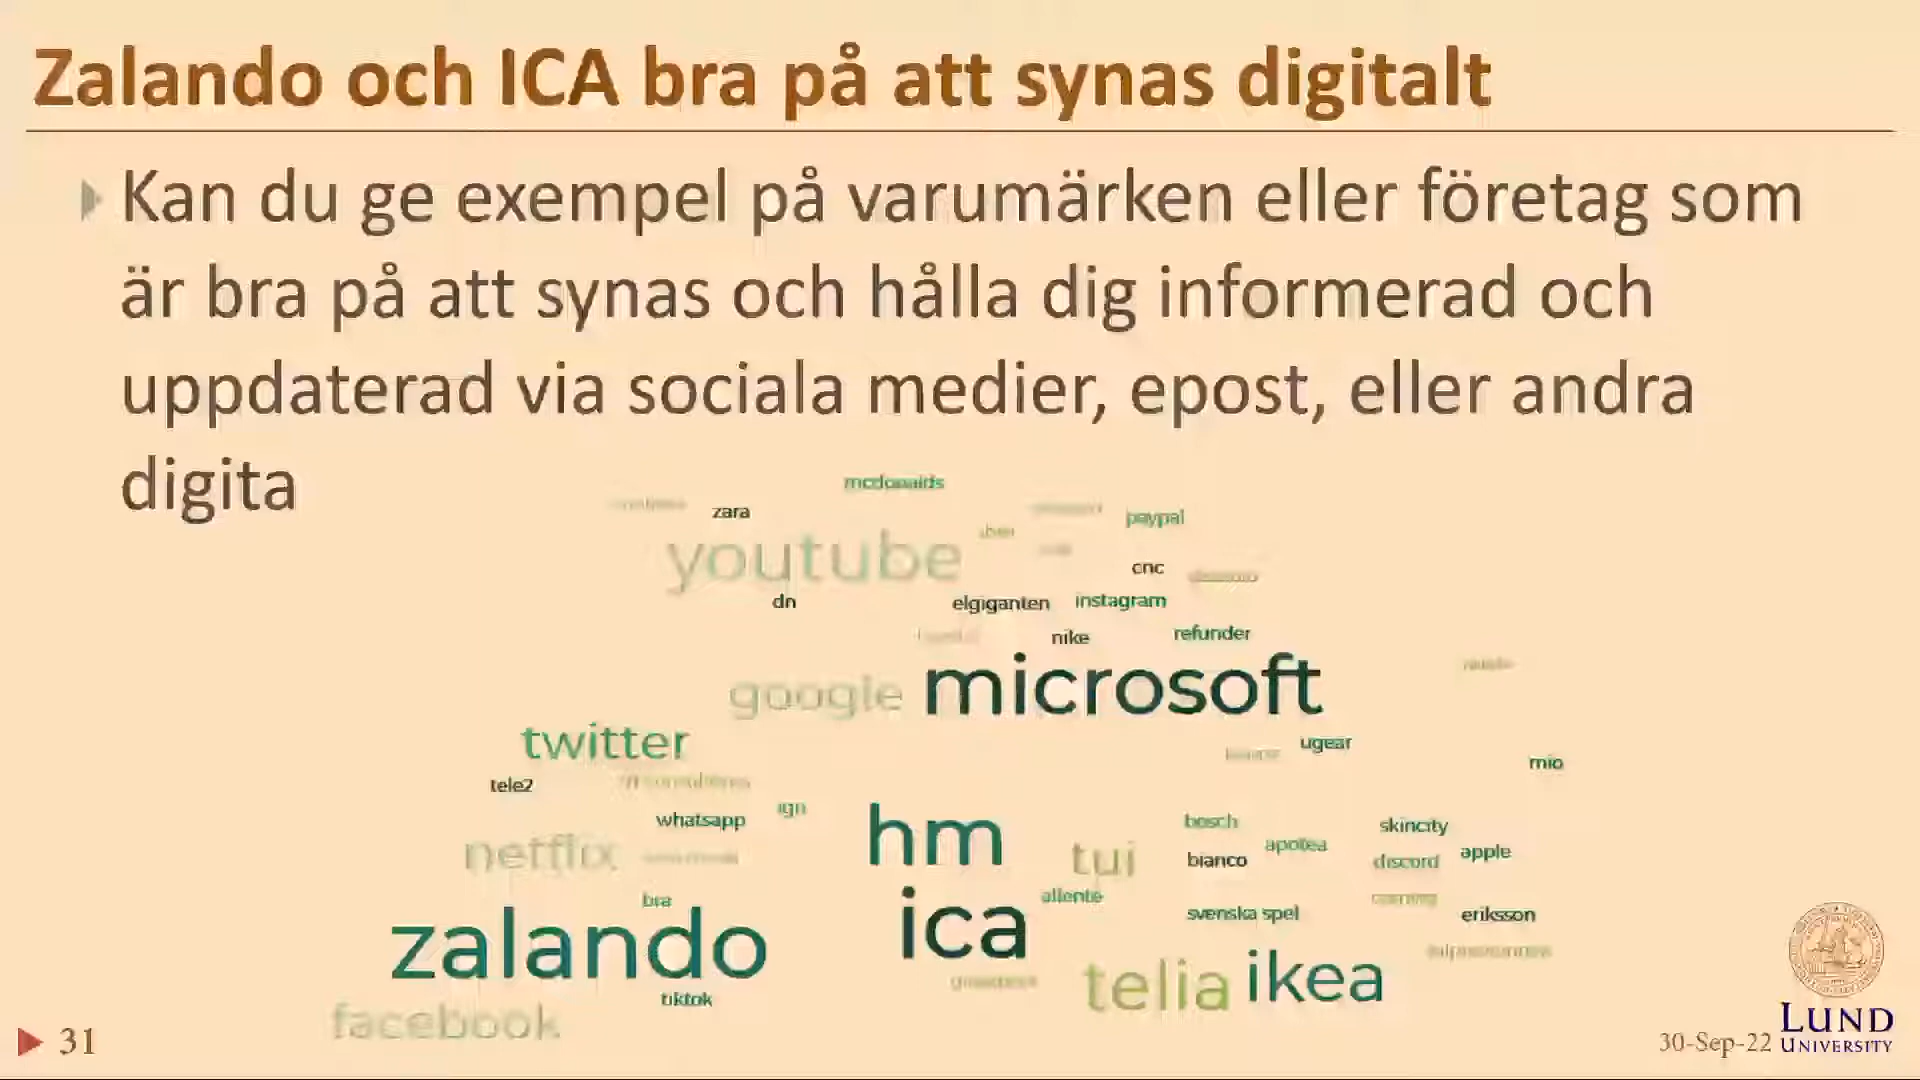 Zalando och ICA bra på att synas digitalt
Kan du ge exempel på varumärken eller företag som
är bra på att synas och hålla dig informerad och
uppdaterad via sociala medier, epost, eller andra
digita
mcdonalds
zara
paypal
youtube
cnc
dn
elgiganten
instagram
nike
refunder
google
microsoft
twitter
ugear
mio
tele2
ign
whatsapp
hm
bosch
skincity
netflix
tui
bianco
apotea
discord
apple
bra
allente
zalando
ica
svenska spel
eriksson
telia
ikea
tiktok
facebook
31
30-Sep-22
LUND
UNIVERSITY